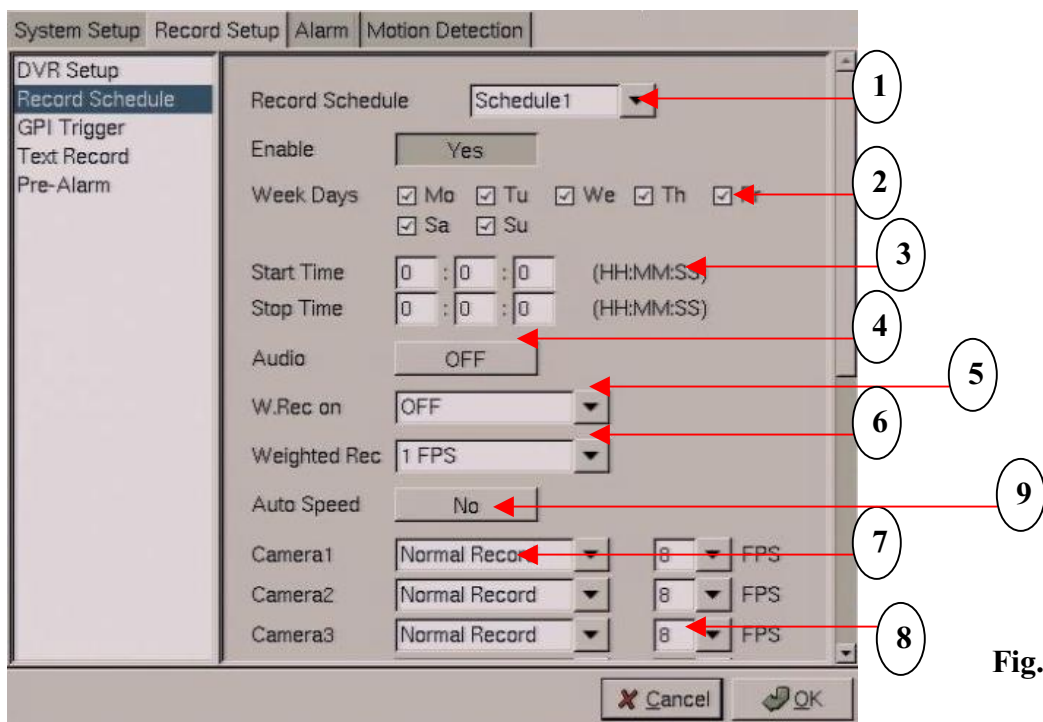 System Setup Record Setup Alarm Motion Detection
DVR Setup
Record Schedule
GPI Trigger
Text Record
Pre-Alarm
Record Schedule Schedule1 1
Enable Yes
Week Days Mo Tu We Th 2
Sa Su
Start Time 0 : 0 : 0 (HH:MM:SS) 3
Stop Time 0 : 0 : 0 (HH:MM:SS)
Audio OFF 4
W.Rec on OFF 5
Weighted Rec 1 FPS 6
Auto Speed No 9
Camera1 Normal Record 8 FPS 7
Camera2 Normal Record 8 FPS
Camera3 Normal Record 8 FPS 8
Fig.
Cancel OK